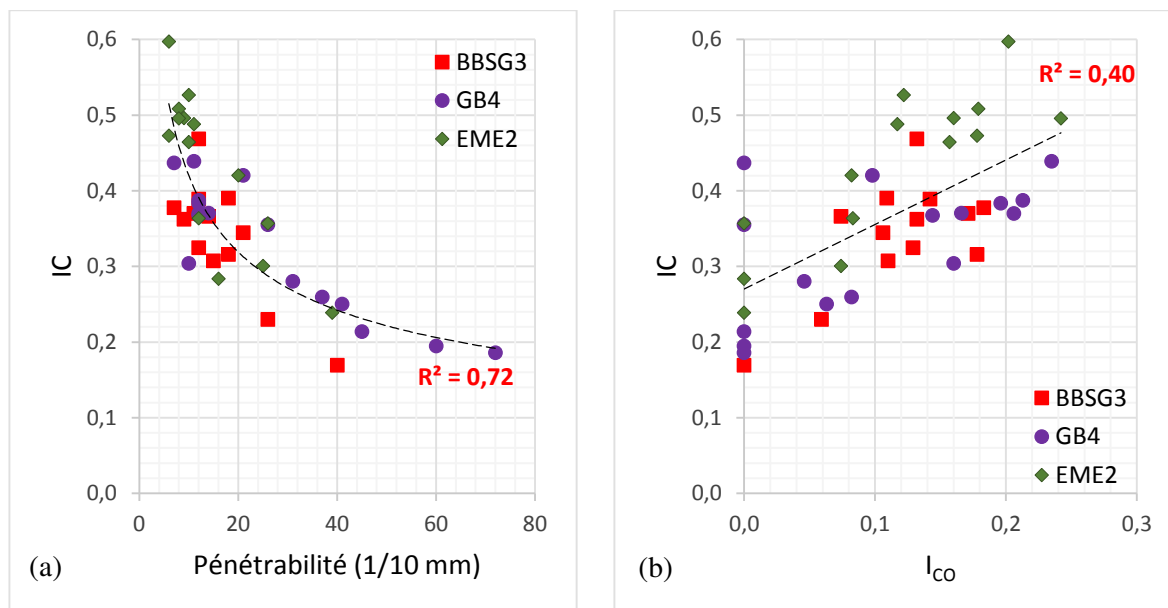 0,6
0,5
0,4
0,3
0,2
0,1
0,0
IC
BBSG3
GB4
EME2
R² = 0,72
0 20 40 60 80
Pénétrabilité (1/10 mm)
(a)
0,6
0,5
0,4
0,3
0,2
0,1
0,0
IC
R² = 0,40
BBSG3
GB4
EME2
0,0 0,1 0,2 0,3
I_CO
(b)